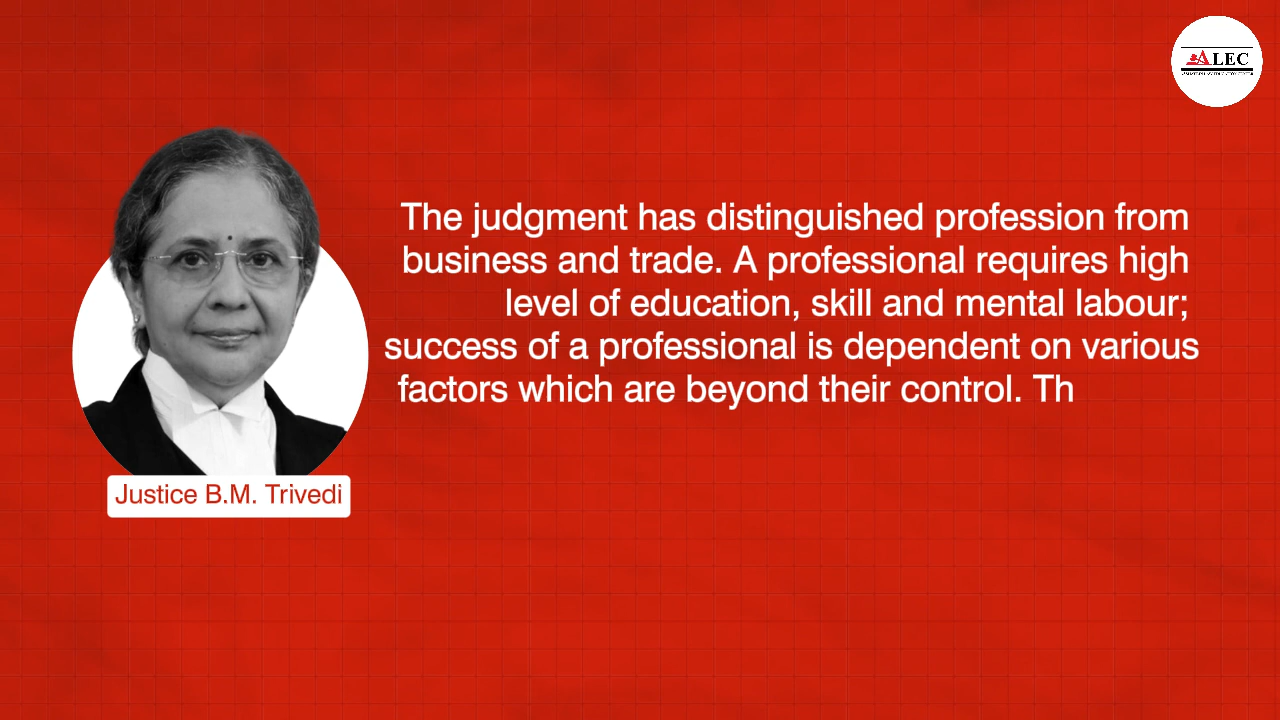 ALEC
The judgment has distinguished profession from
business and trade. A professional requires high
level of education, skill and mental labour;
success of a professional is dependent on various
factors which are beyond their control. Th
Justice B.M. Trivedi